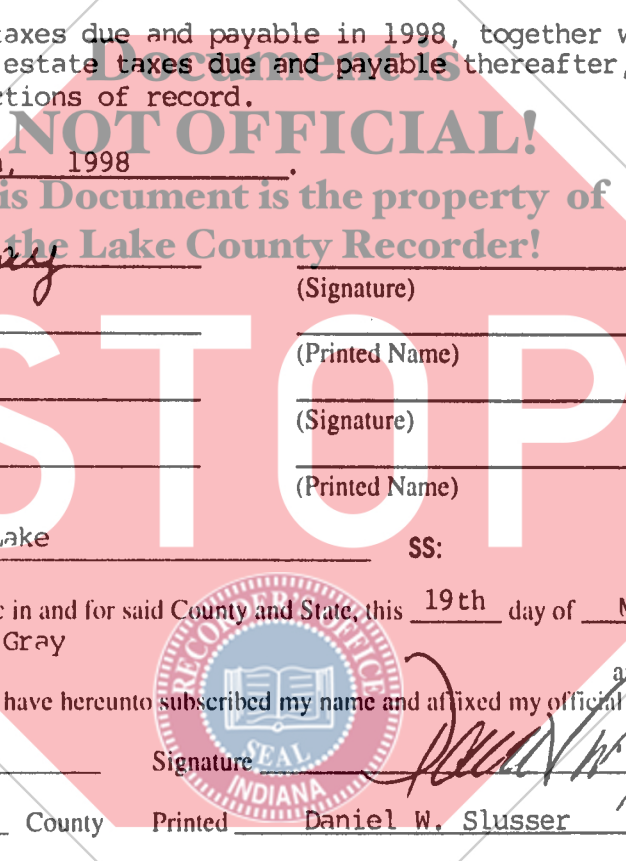 taxes due and payable in 1998, together
Document is
estate taxes due and payable thereafter,
ctions of record.
NOT OFFICIAL!
1998.
is Document is the property of
the Lake County Recorder!
(Signature)
(Printed Name)
STOP
(Signature)
(Printed Name)
Lake SS:
in and for said County and State, this 19th day of
Gray
have hereunto subscribed my name and affixed my official
RECORDER'S OFFICE
SEAL
INDIANA
Signature
County Printed Daniel W. Slusser